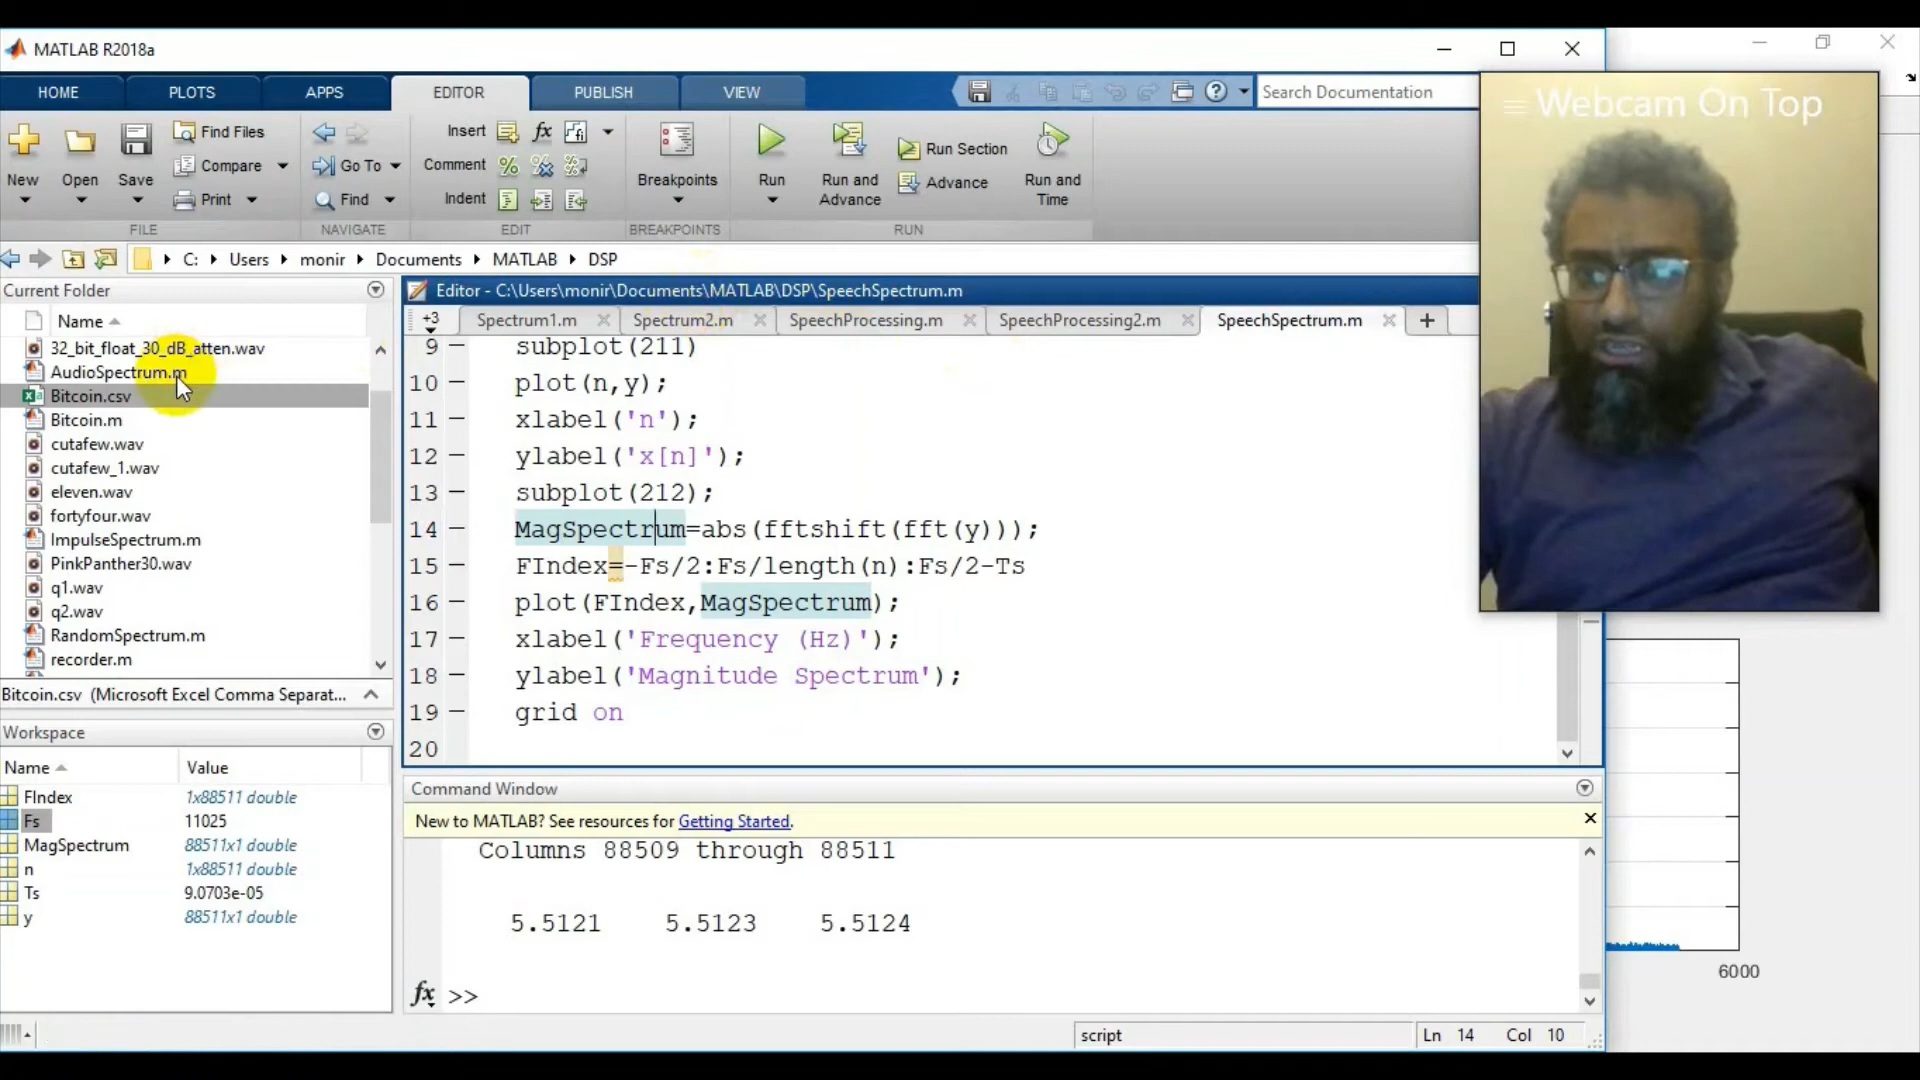 MATLAB R2018a
Webcam On Top
HOME PLOTS APPS EDITOR PUBLISH VIEW Search Documentation
New Open Save Find Files Compare Print
Go To Find
Insert fx
Comment
Indent
Breakpoints
Run Run and Advance Run Section Advance Run and Time
FILE NAVIGATE EDIT BREAKPOINTS RUN
C: Users monir Documents MATLAB DSP
Current Folder
Name
32_bit_float_30_dB_atten.wav
AudioSpectrum.m
Bitcoin.csv
Bitcoin.m
cutafew.wav
cutafew_1.wav
eleven.wav
fortyfour.wav
ImpulseSpectrum.m
PinkPanther30.wav
q1.wav
q2.wav
RandomSpectrum.m
recorder.m
Bitcoin.csv (Microsoft Excel Comma Separat...
Workspace
Name Value
FIndex 1x88511 double
Fs 11025
MagSpectrum 88511x1 double
n 1x88511 double
Ts 9.0703e-05
y 88511x1 double
Editor - C:\Users\monir\Documents\MATLAB\DSP\SpeechSpectrum.m
+3 Spectrum1.m Spectrum2.m SpeechProcessing.m SpeechProcessing2.m SpeechSpectrum.m
9 - subplot(211)
10 - plot(n,y);
11 - xlabel('n');
12 - ylabel('x[n]');
13 - subplot(212);
14 - MagSpectrum=abs(fftshift(fft(y)));
15 - FIndex=-Fs/2:Fs/length(n):Fs/2-Ts
16 - plot(FIndex,MagSpectrum);
17 - xlabel('Frequency (Hz)');
18 - ylabel('Magnitude Spectrum');
19 - grid on
20
Command Window
New to MATLAB? See resources for Getting Started.
Columns 88509 through 88511
5.5121 5.5123 5.5124
fx >>
6000
script Ln 14 Col 10